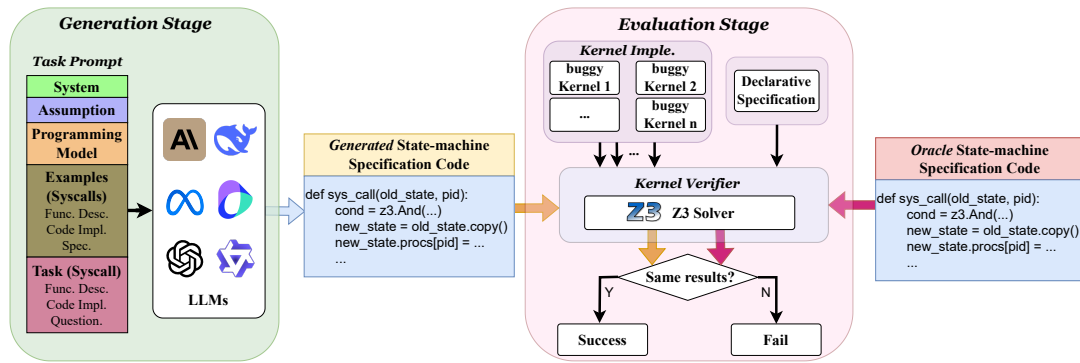 Generation Stage
Task Prompt
System
Assumption
Programming
Model
Examples
(Syscalls)
Func. Desc.
Code Impl.
Spec.
Task (Syscall)
Func. Desc.
Code Impl.
Question.
AI
LLMs
Generated State-machine
Specification Code
def sys_call(old_state, pid):
cond = z3.And(...)
new_state = old_state.copy()
new_state.procs[pid] = ...
...
Evaluation Stage
Kernel Imple.
buggy
Kernel 1
buggy
Kernel 2
...
buggy
Kernel n
Declarative
Specification
...
Kernel Verifier
Z3 Z3 Solver
Same results?
Y
N
Success
Fail
Oracle State-machine
Specification Code
def sys_call(old_state, pid):
cond = z3.And(...)
new_state = old_state.copy()
new_state.procs[pid] = ...
...